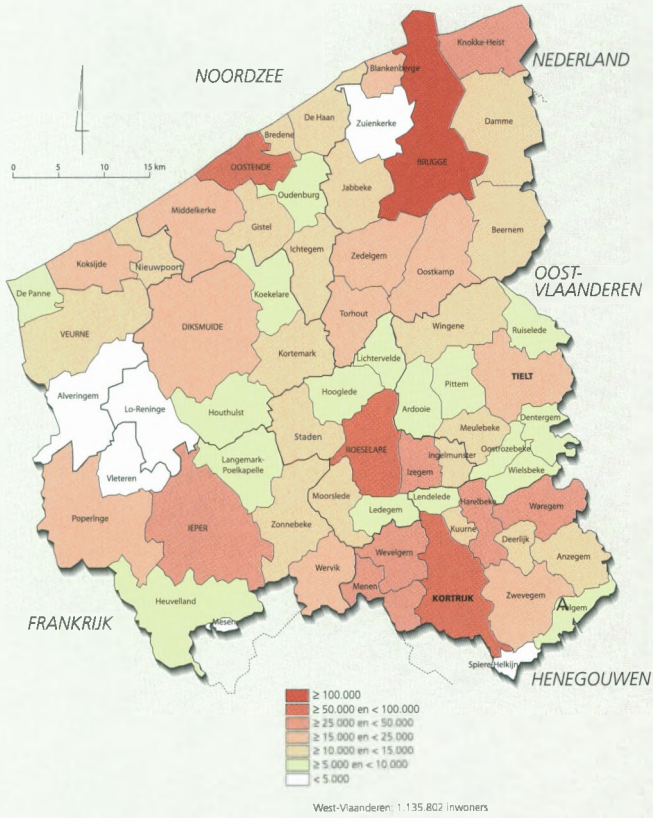 NOORDZEE
NEDERLAND
Knokke-Heist
Blankenberge
Zuienkerke
De Haan
Bredene
Damme
BRUGGE
OOSTENDE
0 5 10 15 km
Oudenburg
Jabbeke
Middelkerke
Gistel
Beernem
Ichtegem
Zedelgem
Oostkamp
Koksijde
Nieuwpoort
OOST-
VLAANDEREN
De Panne
Koekelare
VEURNE
DIKSMUIDE
Torhout
Wingene
Ruiselede
Kortemark
Lichtervelde
TIELT
Pittem
Alveringem
Lo-Reninge
Houthulst
Hooglede
Ardooie
Dentergem
Meulebeke
Staden
ROESELARE
Oostrozebeke
Ingelmunster
Izegem
Langemark-
Poelkapelle
Wielsbeke
Vleteren
Moorslede
Lendelede
Harelbeke
Waregem
Ledegem
Poperinge
IEPER
Zonnebeke
Kuurne
Deerlijk
Wevelgem
Anzegem
Wervik
Menen
KORTRIJK
Zwevegem
Heuvelland
FRANKRIJK
Mesen
Spiere-Helkijn
HENEGOUWEN
≥ 100.000
≥ 50.000 en < 100.000
≥ 25.000 en < 50.000
≥ 15.000 en < 25.000
≥ 10.000 en < 15.000
≥ 5.000 en < 10.000
< 5.000
West-Vlaanderen: 1.135.802 inwoners